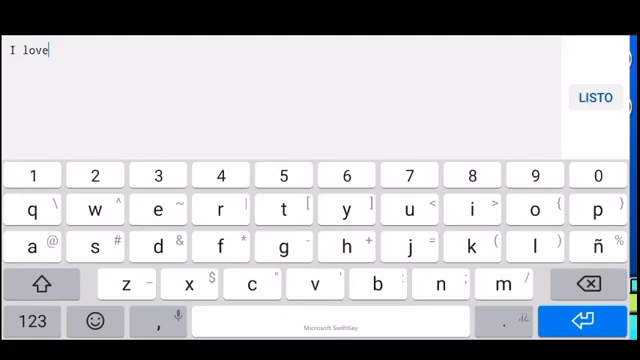 I love
LISTO
1 2 3 4 5 6 7 8 9 0
q \ w ^ e ~ r | t [ y ] u < i > o { p }
a @ s # d & f * g - h + j = k ( l ) ñ %
z _ x $ c " v ' b : n ; m /
123 , . ¿¡
Microsoft SwiftKey